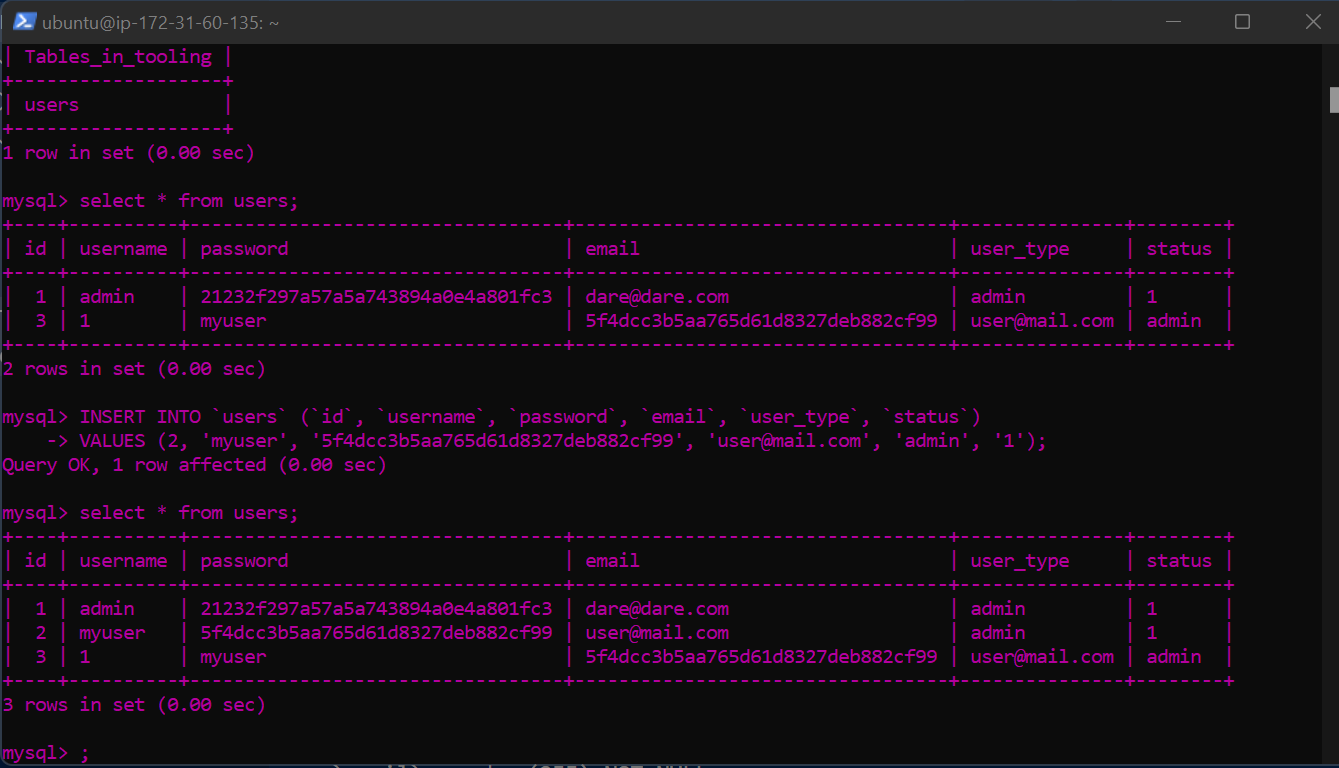 ubuntu@ip-172-31-60-135: ~
| Tables_in_tooling |
+-------------------+
| users             |
+-------------------+
1 row in set (0.00 sec)
mysql> select * from users;
+----+----------+----------------------------------+----------------------------------+---------------+--------+
| id | username | password                         | email                            | user_type     | status |
+----+----------+----------------------------------+----------------------------------+---------------+--------+
|  1 | admin    | 21232f297a57a5a743894a0e4a801fc3 | dare@dare.com                    | admin         | 1      |
|  3 | 1        | myuser                           | 5f4dcc3b5aa765d61d8327deb882cf99 | user@mail.com | admin  |
+----+----------+----------------------------------+----------------------------------+---------------+--------+
2 rows in set (0.00 sec)
mysql> INSERT INTO `users` (`id`, `username`, `password`, `email`, `user_type`, `status`)
    -> VALUES (2, 'myuser', '5f4dcc3b5aa765d61d8327deb882cf99', 'user@mail.com', 'admin', '1');
Query OK, 1 row affected (0.00 sec)
mysql> select * from users;
+----+----------+----------------------------------+----------------------------------+---------------+--------+
| id | username | password                         | email                            | user_type     | status |
+----+----------+----------------------------------+----------------------------------+---------------+--------+
|  1 | admin    | 21232f297a57a5a743894a0e4a801fc3 | dare@dare.com                    | admin         | 1      |
|  2 | myuser   | 5f4dcc3b5aa765d61d8327deb882cf99 | user@mail.com                    | admin         | 1      |
|  3 | 1        | myuser                           | 5f4dcc3b5aa765d61d8327deb882cf99 | user@mail.com | admin  |
+----+----------+----------------------------------+----------------------------------+---------------+--------+
3 rows in set (0.00 sec)
mysql> ;